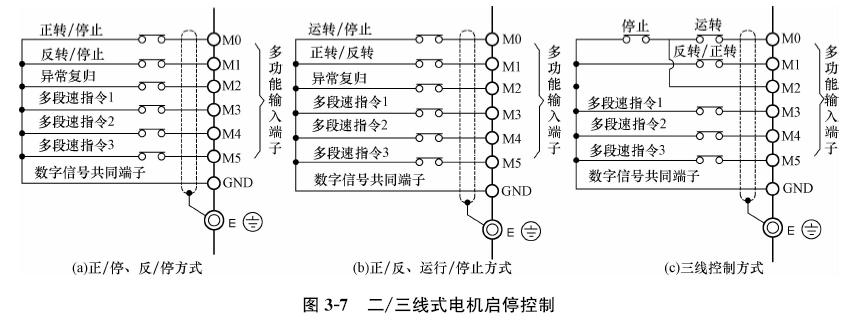 正转/停止
M0
反转/停止
M1
异常复归
M2
多段速指令1
M3
多段速指令2
M4
多段速指令3
M5
数字信号共同端子
GND
多功能输入端子
E
(a)正/停、反/停方式
运转/停止
M0
正转/反转
M1
异常复归
M2
多段速指令1
M3
多段速指令2
M4
多段速指令3
M5
数字信号共同端子
GND
多功能输入端子
E
(b)正/反、运行/停止方式
停止
运转
M0
反转/正转
M1
M2
多段速指令1
M3
多段速指令2
M4
多段速指令3
M5
数字信号共同端子
GND
多功能输入端子
E
(c)三线控制方式
图 3-7 二/三线式电机启停控制